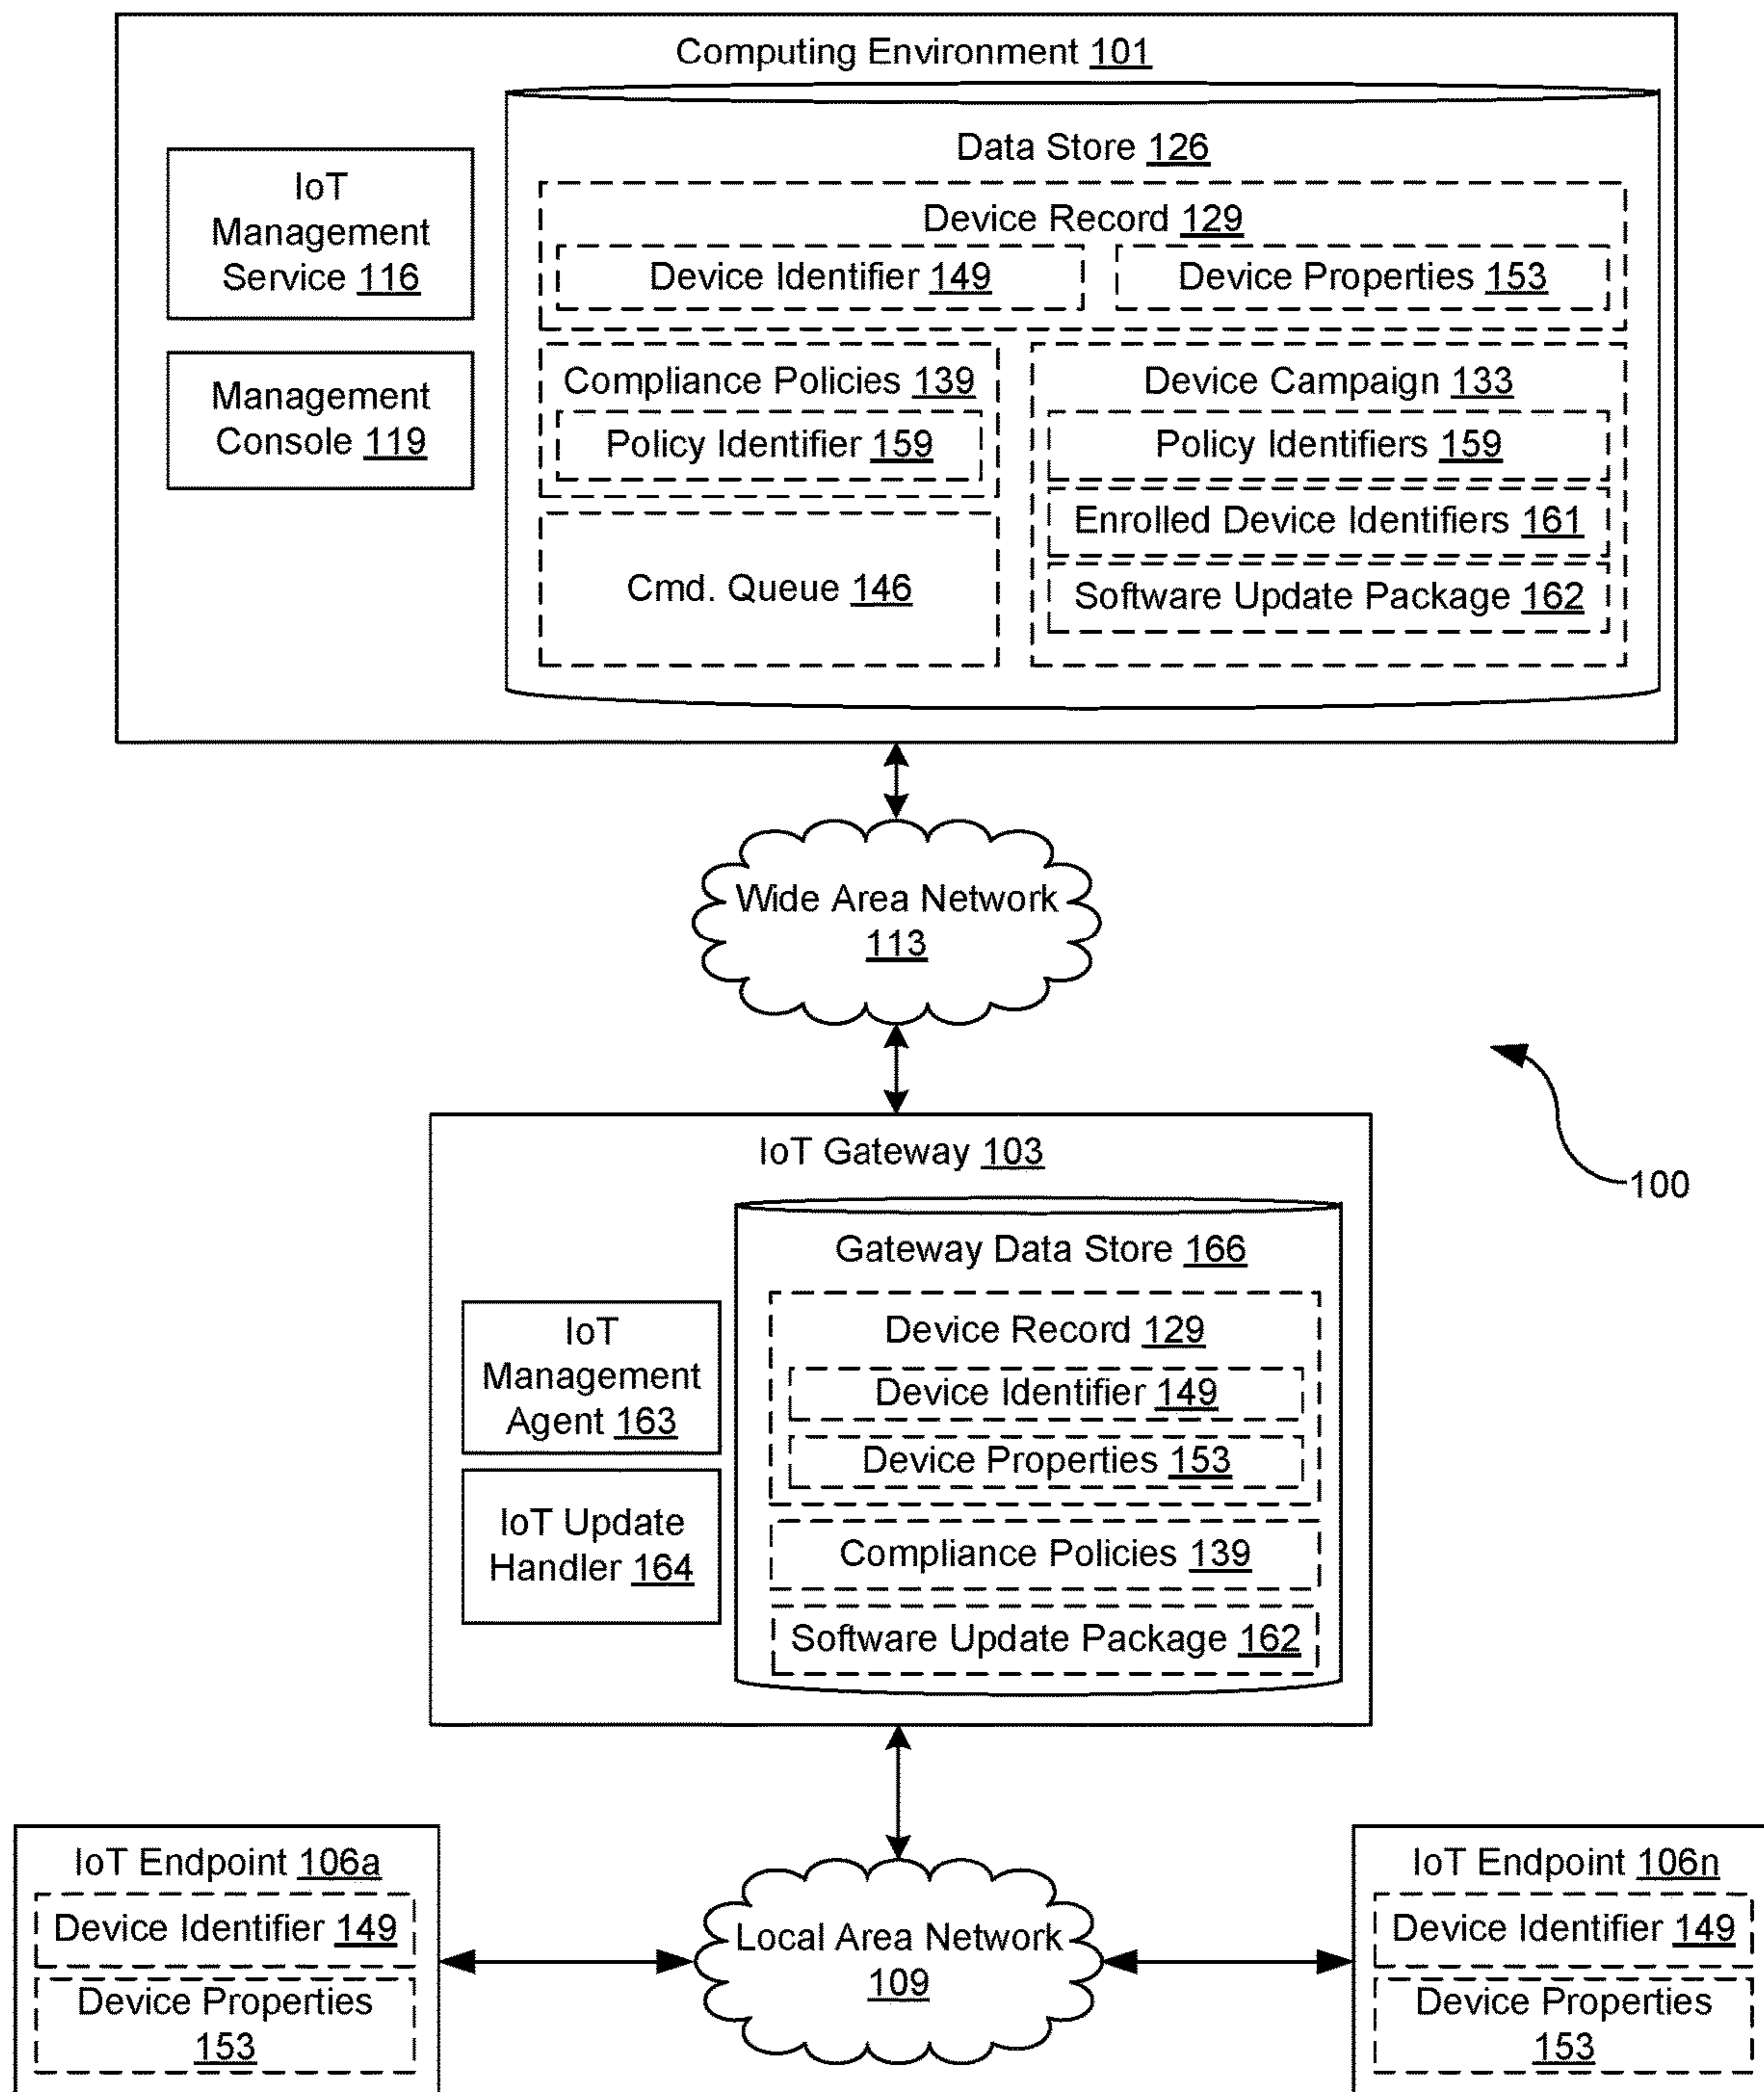 Computing Environment 101
IoT
Management
Service 116
Management
Console 119
Data Store 126
Device Record 129
Device Identifier 149
Device Properties 153
Compliance Policies 139
Policy Identifier 159
Cmd. Queue 146
Device Campaign 133
Policy Identifiers 159
Enrolled Device Identifiers 161
Software Update Package 162
Wide Area Network
113
100
IoT Gateway 103
IoT
Management
Agent 163
IoT Update
Handler 164
Gateway Data Store 166
Device Record 129
Device Identifier 149
Device Properties 153
Compliance Policies 139
Software Update Package 162
IoT Endpoint 106a
Device Identifier 149
Device Properties
153
Local Area Network
109
IoT Endpoint 106n
Device Identifier 149
Device Properties
153